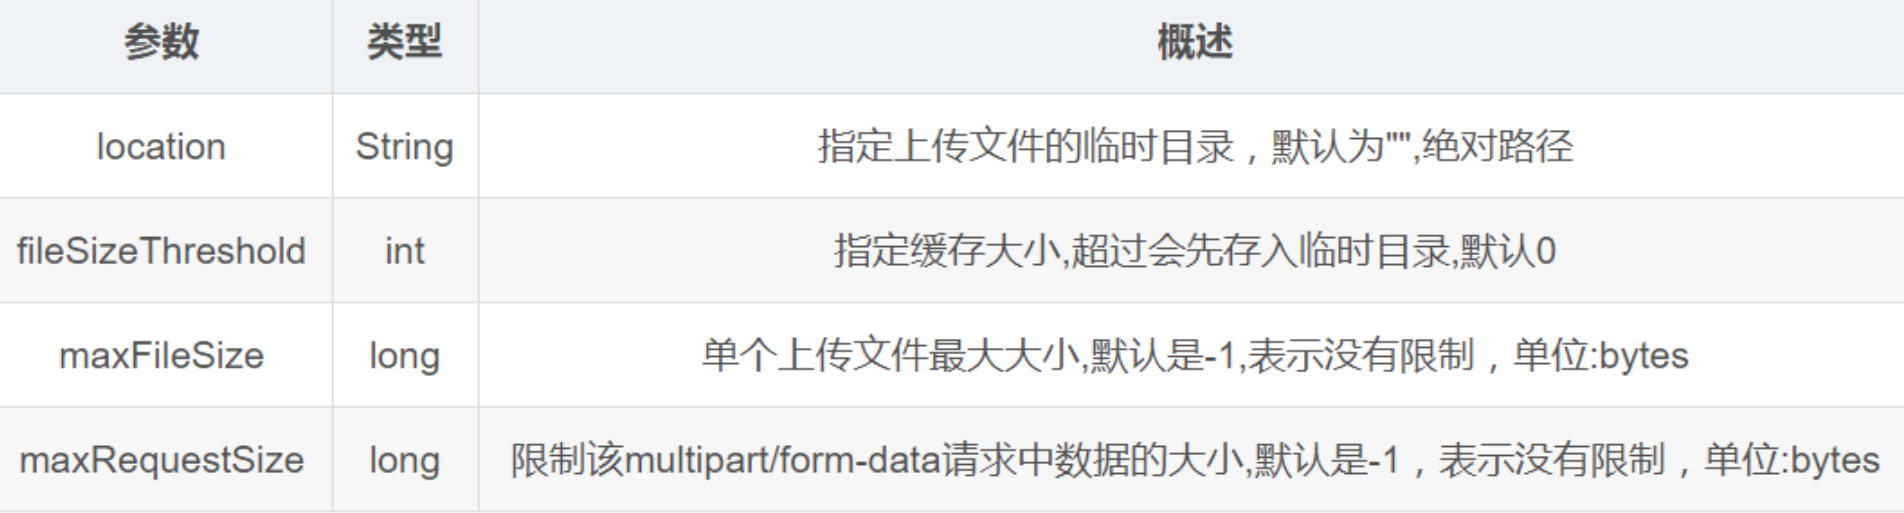 参数 类型 概述
location String 指定上传文件的临时目录，默认为"",绝对路径
fileSizeThreshold int 指定缓存大小,超过会先存入临时目录,默认0
maxFileSize long 单个上传文件最大大小,默认是-1,表示没有限制，单位:bytes
maxRequestSize long 限制该multipart/form-data请求中数据的大小,默认是-1，表示没有限制，单位:bytes